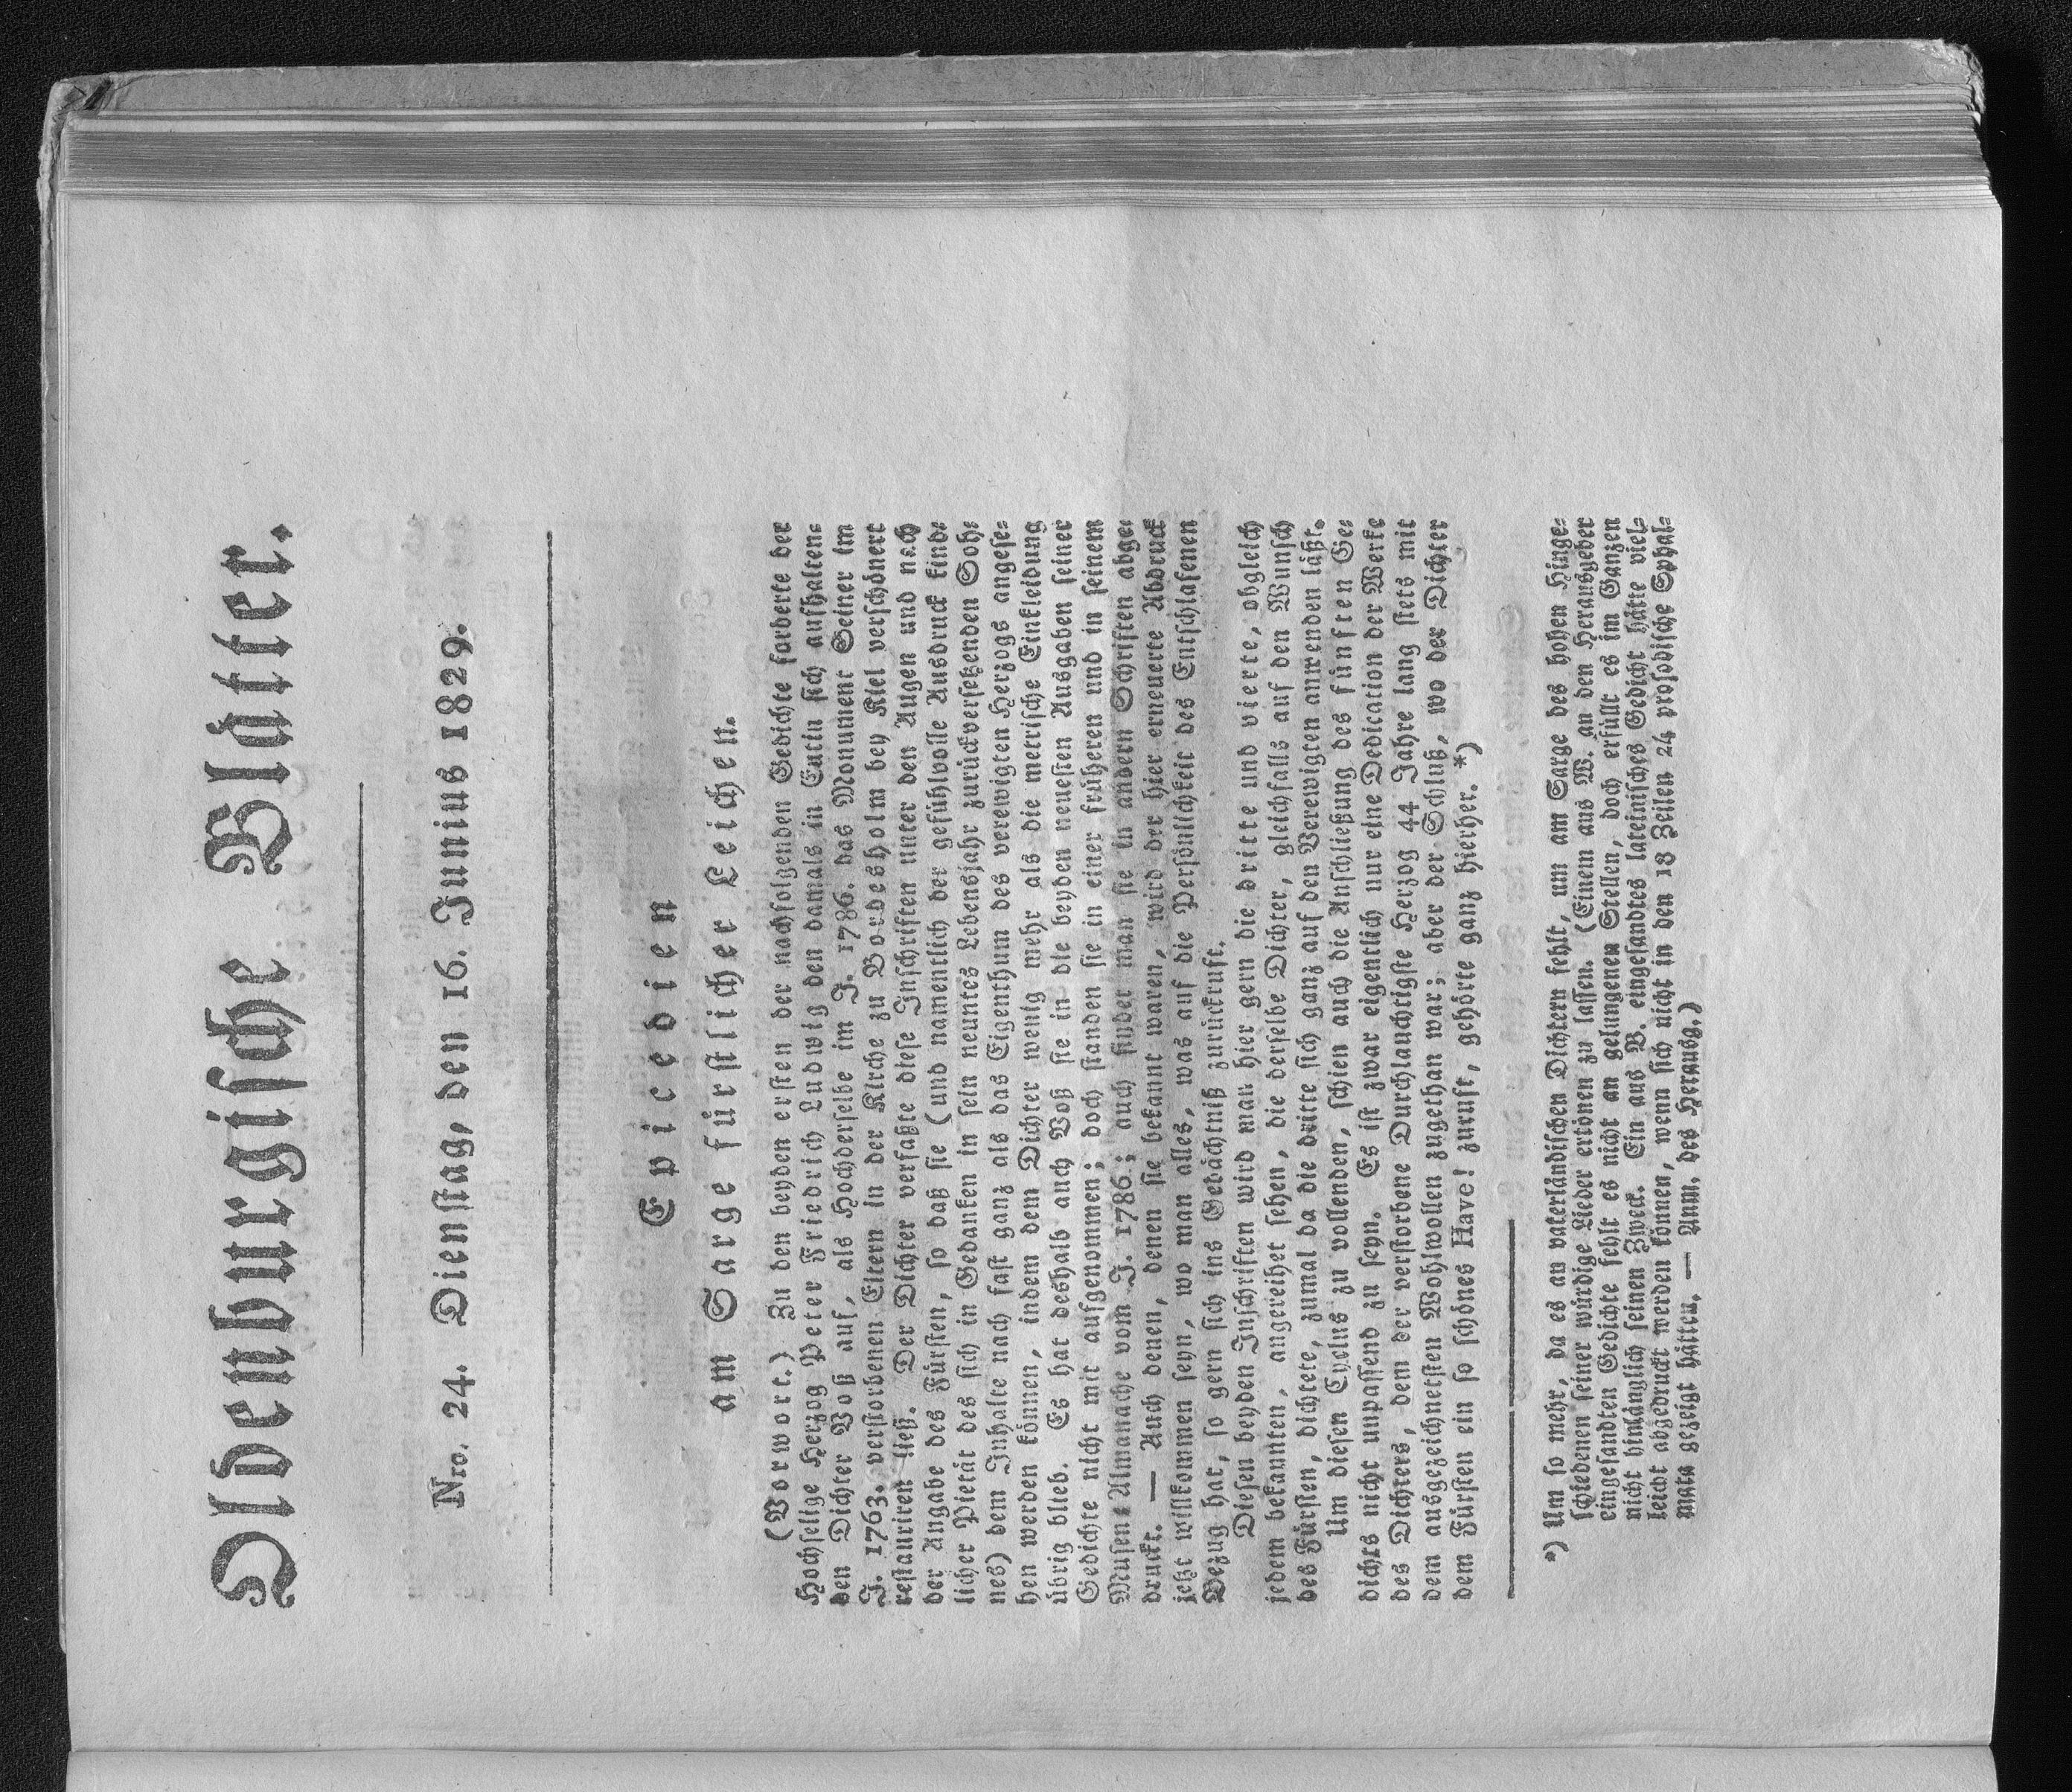 Oldenburgische Blätter.
Nro. 24. Dienstag, den 16. Junius 1829.
Epicedien
am Sarge fürstlicher Leichen.
(Vorwort.) Zu den beyden ersten der nachfolgenden Gedichte forderte der
Hochselige Herzog Peter Friedrich Ludwig den damals in Eutin sich aufhalten-
den Dichter Voß auf, als Hochderselbe im J. 1786. das Monument Seiner im
J. 1763. verstorbenen Eltern in der Kirche zu Bordesholm bey Kiel verschönert
restauriren ließ. Der Dichter verfaßte diese Inschriften unter den Augen und nach
der Angabe des Fürsten, so daß sie (und namentlich der gefühlvolle Ausdruck kind-
licher Pietät des sich in Gedanken in sein neuntes Lebensjahr zurückversetzenden Soh-
nes) dem Inhalte nach fast ganz als das Eigenthum des verewigten Herzogs angese-
hen werden können, indem dem Dichter wenig mehr als die metrische Einkleidung
übrig blieb. Es hat deshalb auch Voß sie in die beyden neuesten Ausgaben seiner
Gedichte nicht mit aufgenommen; doch standen sie in einer früheren und in seinem
Musen-Almanache vom J. 1786.; auch findet man sie in andern Schriften abge-
druckt. — Auch denen, denen sie bekannt waren, wird der hier erneuerte Abdruck
jetzt willkommen seyn, wo man alles, was auf die Persönlichkeit des Entschlafenen
Bezug hat, so gern sich ins Gedächtniß zurückruft.
Diesen beyden Inschriften wird man hier gern die dritte und vierte, obgleich
jedem bekannten, angereihet sehen, die derselbe Dichter, gleichfalls auf den Wunsch
des Fürsten, dichtete, zumal da die dritte sich ganz auf den Verewigten anwenden läßt.
Um diesen Cyclus zu vollenden, schien auch die Anschließung des fünften Ge-
dichts nicht unpassend zu seyn. Es ist zwar eigentlich nur eine Dedication der Werke
des Dichters, dem der verstorbene Durchlauchtigste Herzog 44 Jahre lang stets mit
dem ausgezeichnetsten Wohlwollen zugethan war; aber der Schluß, wo der Dichter
dem Fürsten ein so schönes Have! zuruft, gehörte ganz hierher. *)
*) Um so mehr, da es an vaterländischen Dichtern fehlt, um am Sarge des hohen Hinge-
schiedenen seiner würdige Lieder ertönen zu lassen. (Einem aus W. an den Herausgeber
eingesandten Gedichte fehlt es nicht an gelungenen Stellen, doch erfüllt es im Ganzen
nicht hinlänglich seinen Zweck. Ein aus B. eingesandtes lateinisches Gedicht hätte viel-
leicht abgedruckt werden können, wenn sich nicht in den 18 Zeilen 24 prosodische Sphal-
mata gezeigt hätten. — Anm. des Herausg.)